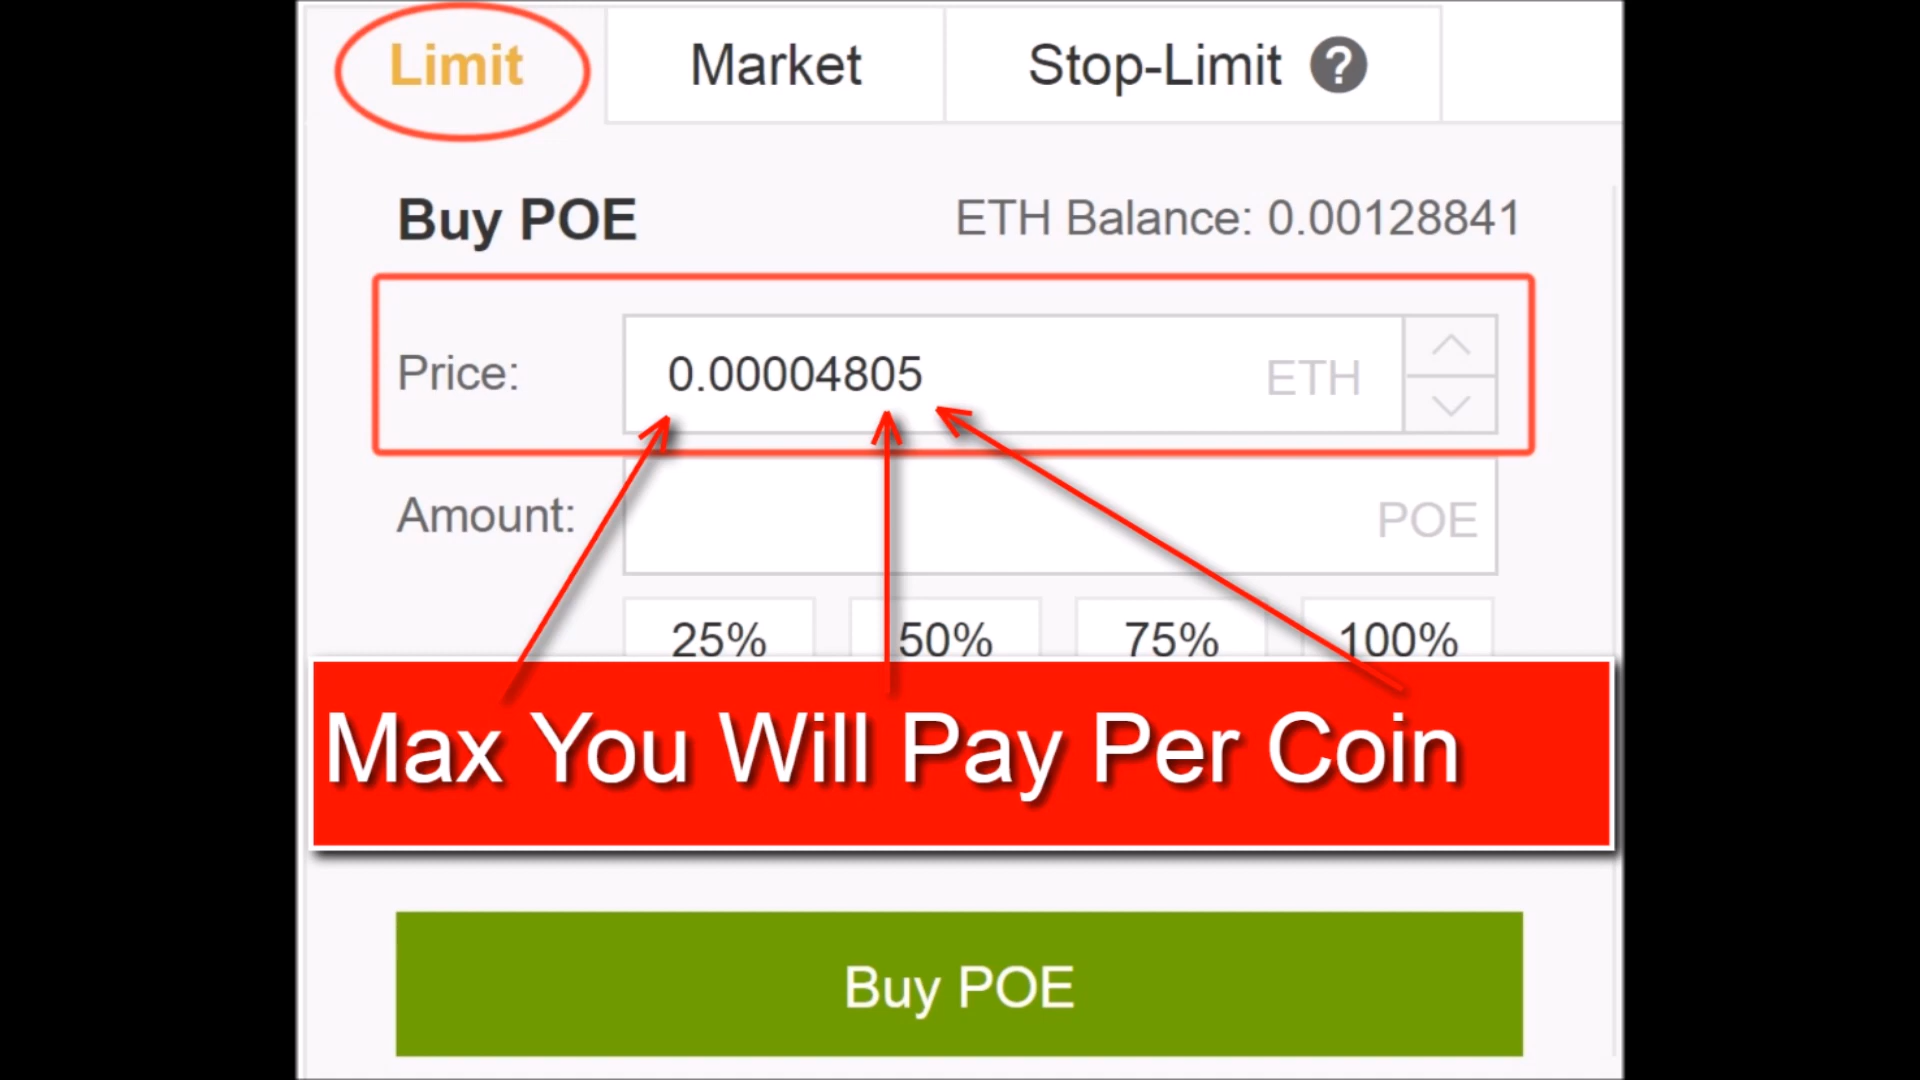 Limit Market Stop-Limit ?
Buy POE ETH Balance: 0.00128841
Price: 0.00004805 ETH
Amount: POE
25% 50% 75% 100%
Max You Will Pay Per Coin
Buy POE